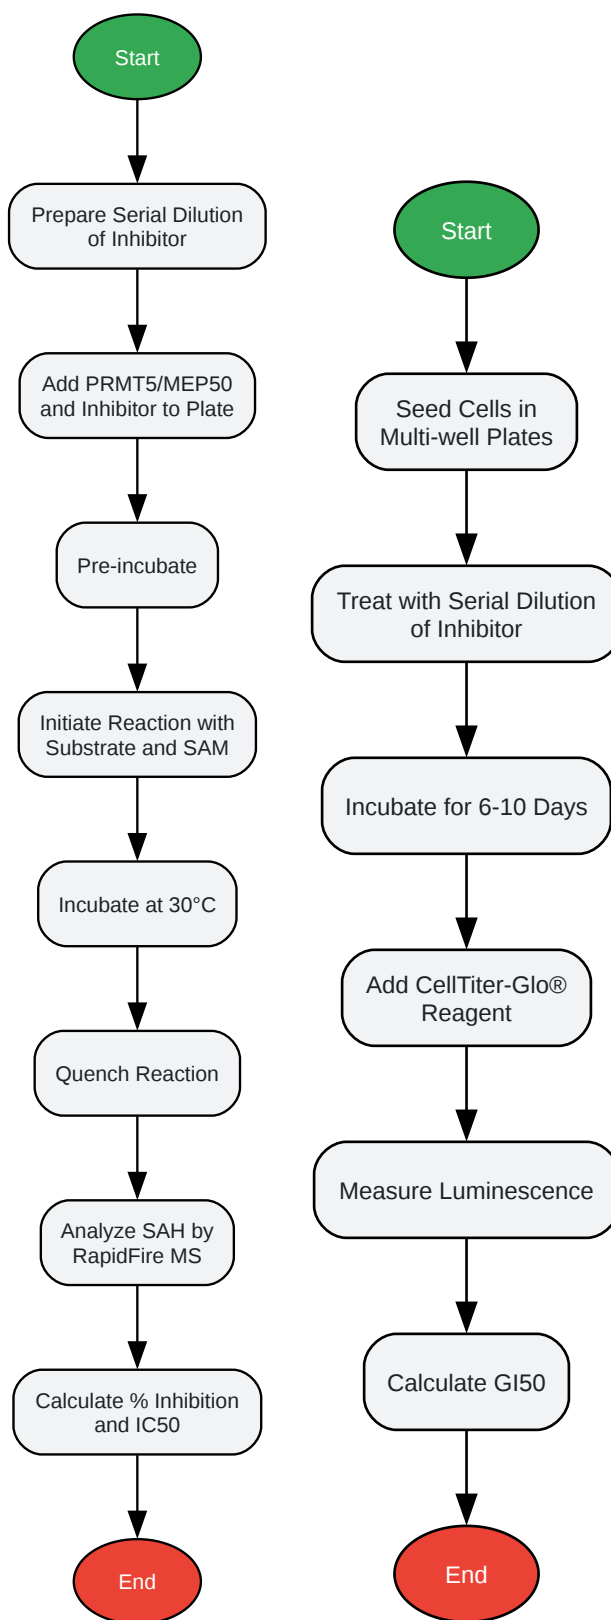 Start
Prepare Serial Dilution
of Inhibitor
Add PRMT5/MEP50
and Inhibitor to Plate
Pre-incubate
Initiate Reaction with
Substrate and SAM
Incubate at 30°C
Quench Reaction
Analyze SAH by
RapidFire MS
Calculate % Inhibition
and IC50
End
Start
Seed Cells in
Multi-well Plates
Treat with Serial Dilution
of Inhibitor
Incubate for 6-10 Days
Add CellTiter-Glo®
Reagent
Measure Luminescence
Calculate GI50
End